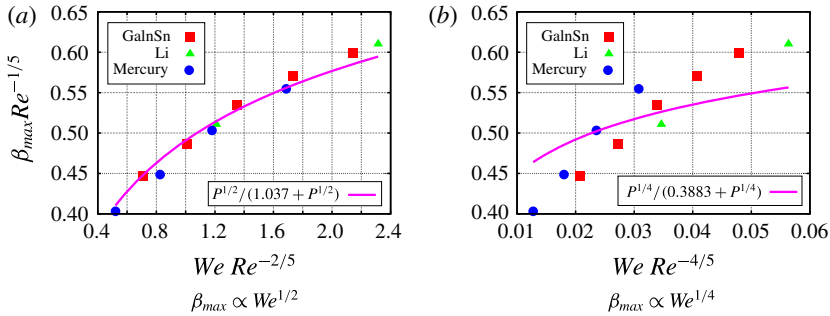 (a)
0.65
0.60
0.55
0.50
0.45
0.40
β_max Re^{-1/5}
GaInSn
Li
Mercury
P^{1/2}/(1.037 + P^{1/2})
0.4 0.8 1.2 1.6 2.0 2.4
We Re^{-2/5}
β_max ∝ We^{1/2}
(b)
0.65
0.60
0.55
0.50
0.45
0.40
GaInSn
Li
Mercury
P^{1/4}/(0.3883 + P^{1/4})
0.01 0.02 0.03 0.04 0.05 0.06
We Re^{-4/5}
β_max ∝ We^{1/4}